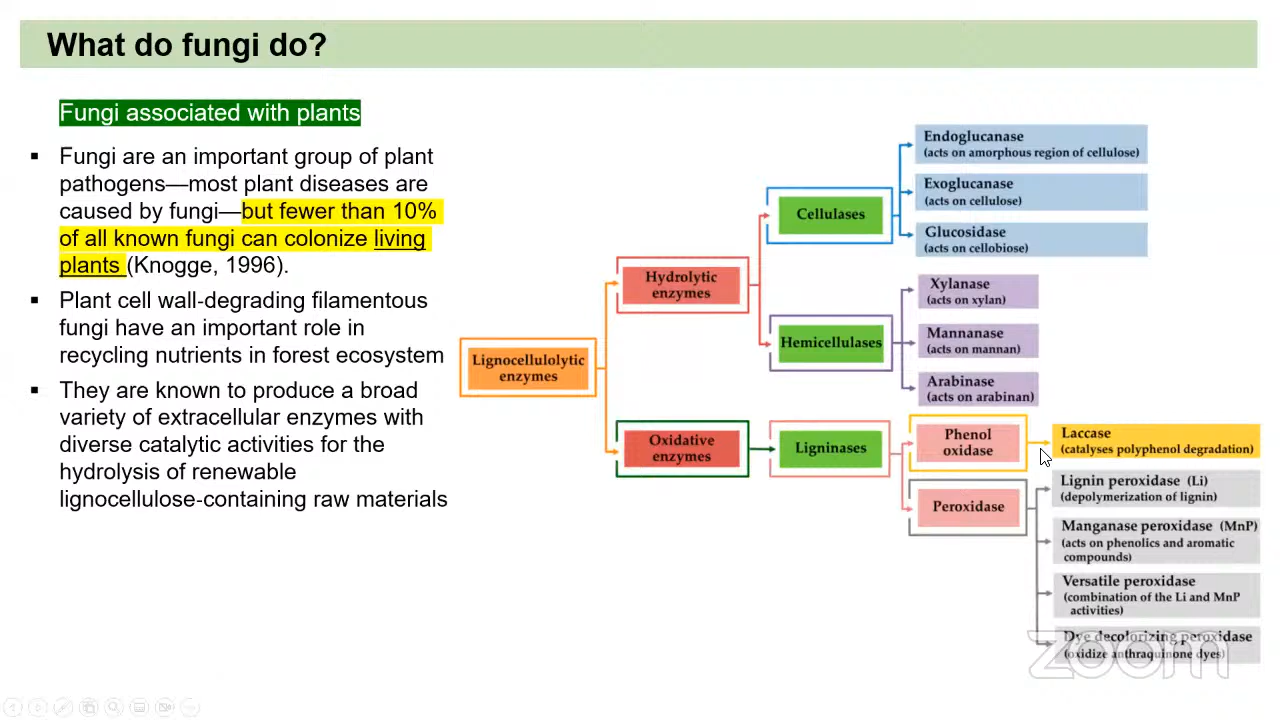 What do fungi do?
Fungi associated with plants
▪ Fungi are an important group of plant
pathogens—most plant diseases are
caused by fungi—but fewer than 10%
of all known fungi can colonize living
plants (Knogge, 1996).
▪ Plant cell wall-degrading filamentous
fungi have an important role in
recycling nutrients in forest ecosystem
▪ They are known to produce a broad
variety of extracellular enzymes with
diverse catalytic activities for the
hydrolysis of renewable
lignocellulose-containing raw materials
Lignocellulolytic
enzymes
Hydrolytic
enzymes
Cellulases
Endoglucanase
(acts on amorphous region of cellulose)
Exoglucanase
(acts on cellulose)
Glucosidase
(acts on cellobiose)
Hemicellulases
Xylanase
(acts on xylan)
Mannanase
(acts on mannan)
Arabinase
(acts on arabinan)
Oxidative
enzymes
Ligninases
Phenol
oxidase
Laccase
(catalyses polyphenol degradation)
Peroxidase
Lignin peroxidase (Li)
(depolymerization of lignin)
Manganase peroxidase (MnP)
(acts on phenolics and aromatic
compounds)
Versatile peroxidase
(combination of the Li and MnP
activities)
Dye decolorizing peroxidase
(oxidize anthraquinone dyes)
zoom